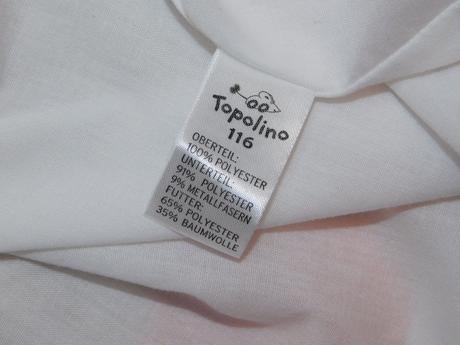 Topolino
116
OBERTEIL:
100% POLYESTER
UNTERTEIL:
91% POLYESTER
9% METALLFASERN
FUTTER:
65% POLYESTER
35% BAUMWOLLE